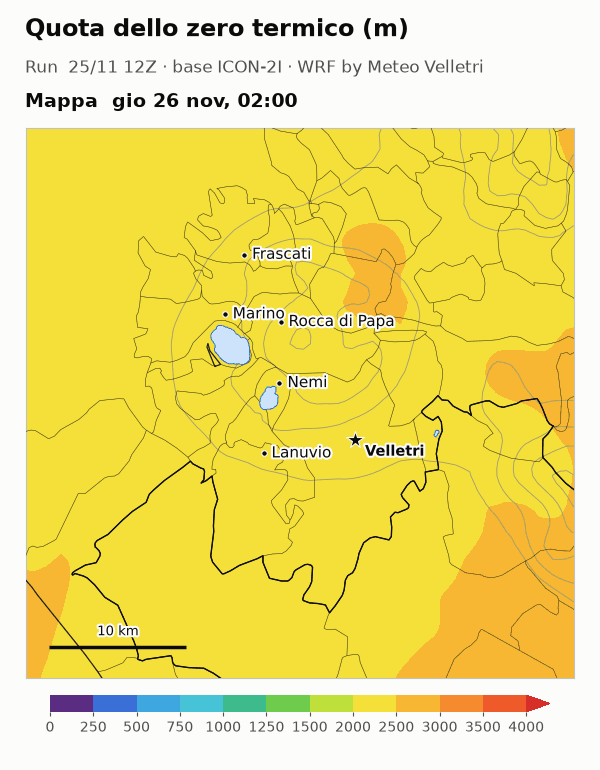 Quota dello zero termico (m)
Run  25/11 12Z · base ICON-2I · WRF by Meteo Velletri
Mappa  gio 26 nov, 02:00
Frascati
Marino
Rocca di Papa
Nemi
Velletri
Lanuvio
10 km
0 250 500 750 1000 1250 1500 2000 2500 3000 3500 4000